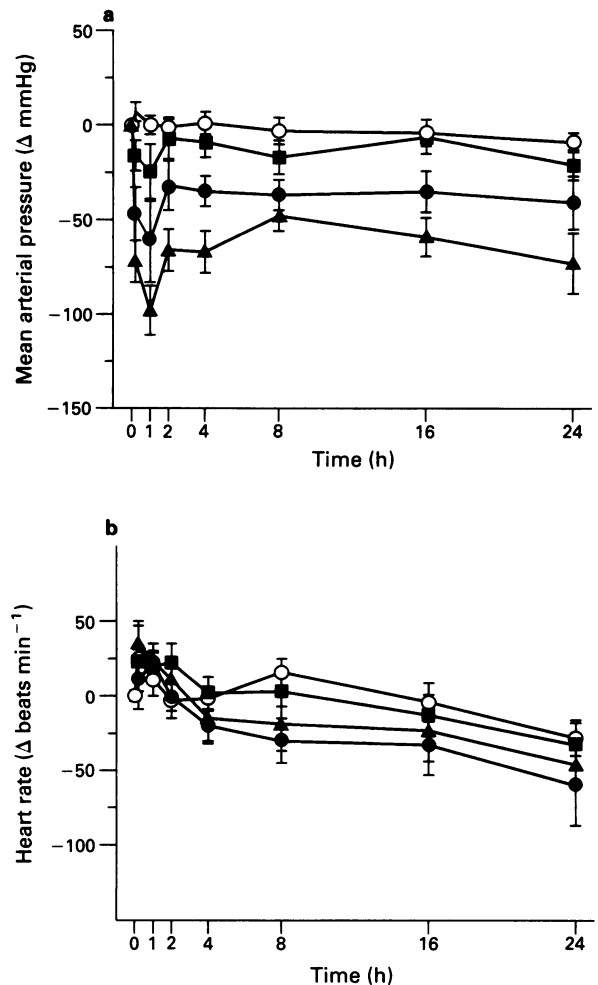 a
50
0
−50
−100
−150
Mean arterial pressure (Δ mmHg)
0 1 2 4 8 16 24
Time (h)
b
50
0
−50
−100
Heart rate (Δ beats min⁻¹)
0 1 2 4 8 16 24
Time (h)